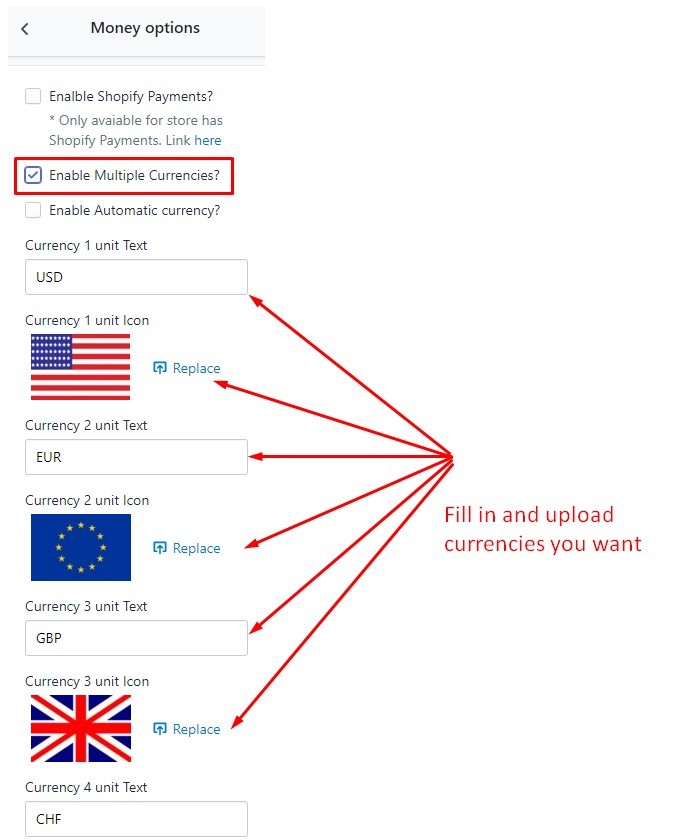 Money options
Enalble Shopify Payments?
* Only avaiable for store has
Shopify Payments. Link here
Enable Multiple Currencies?
Enable Automatic currency?
Currency 1 unit Text
USD
Currency 1 unit Icon
Replace
Currency 2 unit Text
EUR
Currency 2 unit Icon
Fill in and upload
currencies you want
Replace
Currency 3 unit Text
GBP
Currency 3 unit Icon
Replace
Currency 4 unit Text
CHF